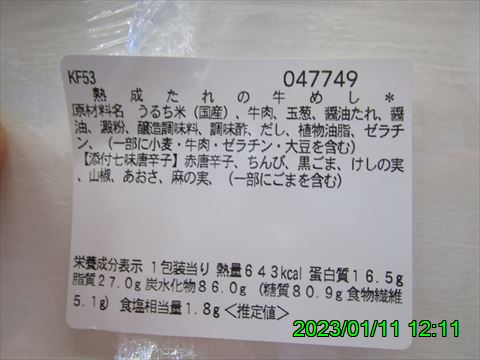 KF53 047749
熟成たれの牛めし＊
[原材料名 うるち米（国産）、牛肉、玉葱、醤油たれ、醤
油、澱粉、醸造調味料、調味酢、だし、植物油脂、ゼラチ
ン、（一部に小麦・牛肉・ゼラチン・大豆を含む）
【添付七味唐辛子】赤唐辛子、ちんぴ、黒ごま、けしの実
、山椒、あおさ、麻の実、（一部にごまを含む）]
栄養成分表示 1包装当り 熱量643kcal 蛋白質16.5g
脂質27.0g 炭水化物86.0g（糖質80.9g 食物繊維
5.1g）食塩相当量1.8g＜推定値＞
2023/01/11 12:11